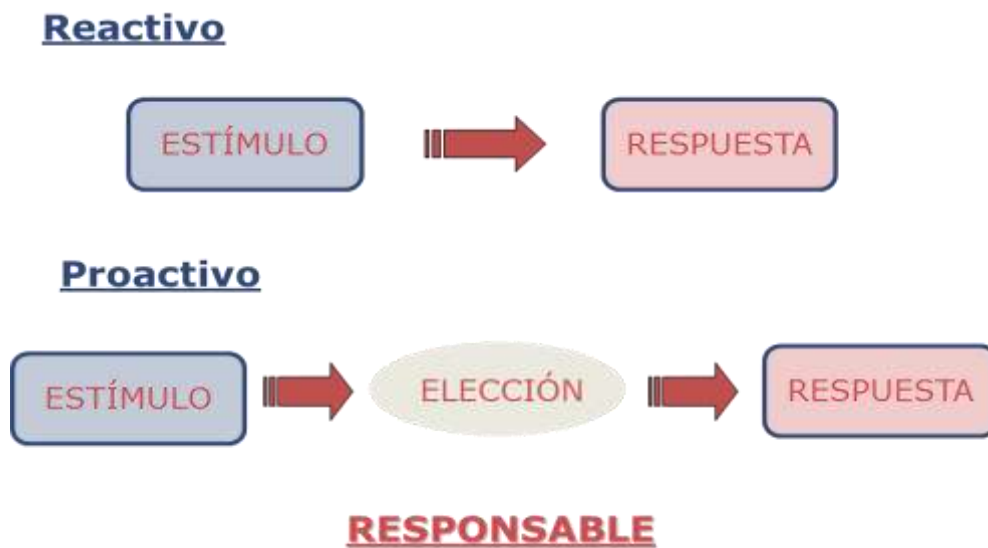 Reactivo
ESTÍMULO RESPUESTA
Proactivo
ESTÍMULO ELECCIÓN RESPUESTA
RESPONSABLE